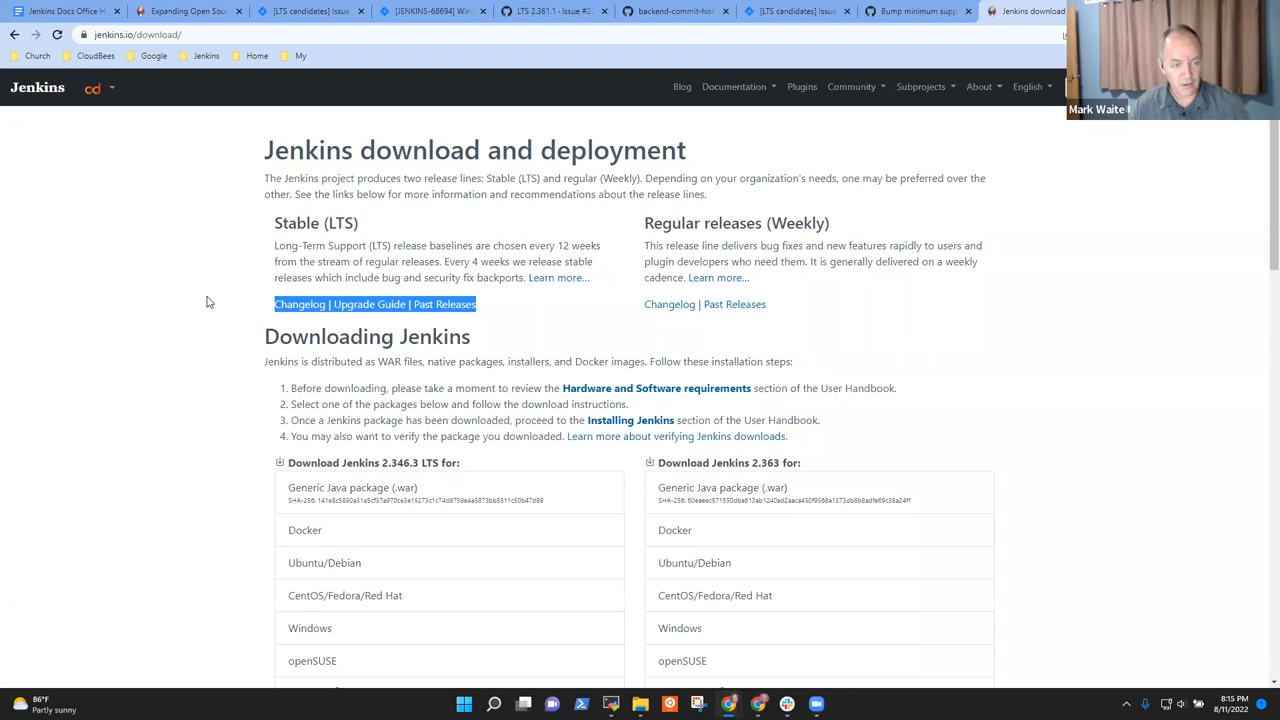 Jenkins Docs Office H
Expanding Open Sou
[LTS candidates] Issue
[JENKINS-68694] Win
LTS 2.361.1 - Issue #2
backend-commit-hist
[LTS candidates] Issue
Bump minimum supp
Jenkins download
jenkins.io/download/
Church
CloudBees
Google
Jenkins
Home
My
Mark Waite
Jenkins
cd
Blog
Documentation
Plugins
Community
Subprojects
About
English
Jenkins download and deployment
The Jenkins project produces two release lines: Stable (LTS) and regular (Weekly). Depending on your organization's needs, one may be preferred over the
other. See the links below for more information and recommendations about the release lines.
Stable (LTS)
Long-Term Support (LTS) release baselines are chosen every 12 weeks
from the stream of regular releases. Every 4 weeks we release stable
releases which include bug and security fix backports. Learn more...
Changelog | Upgrade Guide | Past Releases
Regular releases (Weekly)
This release line delivers bug fixes and new features rapidly to users and
plugin developers who need them. It is generally delivered on a weekly
cadence. Learn more...
Changelog | Past Releases
Downloading Jenkins
Jenkins is distributed as WAR files, native packages, installers, and Docker images. Follow these installation steps:
1. Before downloading, please take a moment to review the Hardware and Software requirements section of the User Handbook.
2. Select one of the packages below and follow the download instructions.
3. Once a Jenkins package has been downloaded, proceed to the Installing Jenkins section of the User Handbook.
4. You may also want to verify the package you downloaded. Learn more about verifying Jenkins downloads.
Download Jenkins 2.346.3 LTS for:
Generic Java package (.war)
SHA-256:
Docker
Ubuntu/Debian
CentOS/Fedora/Red Hat
Windows
openSUSE
Download Jenkins 2.363 for:
Generic Java package (.war)
SHA-256:
Docker
Ubuntu/Debian
CentOS/Fedora/Red Hat
Windows
openSUSE
86°F
Partly sunny
8:15 PM
8/11/2022